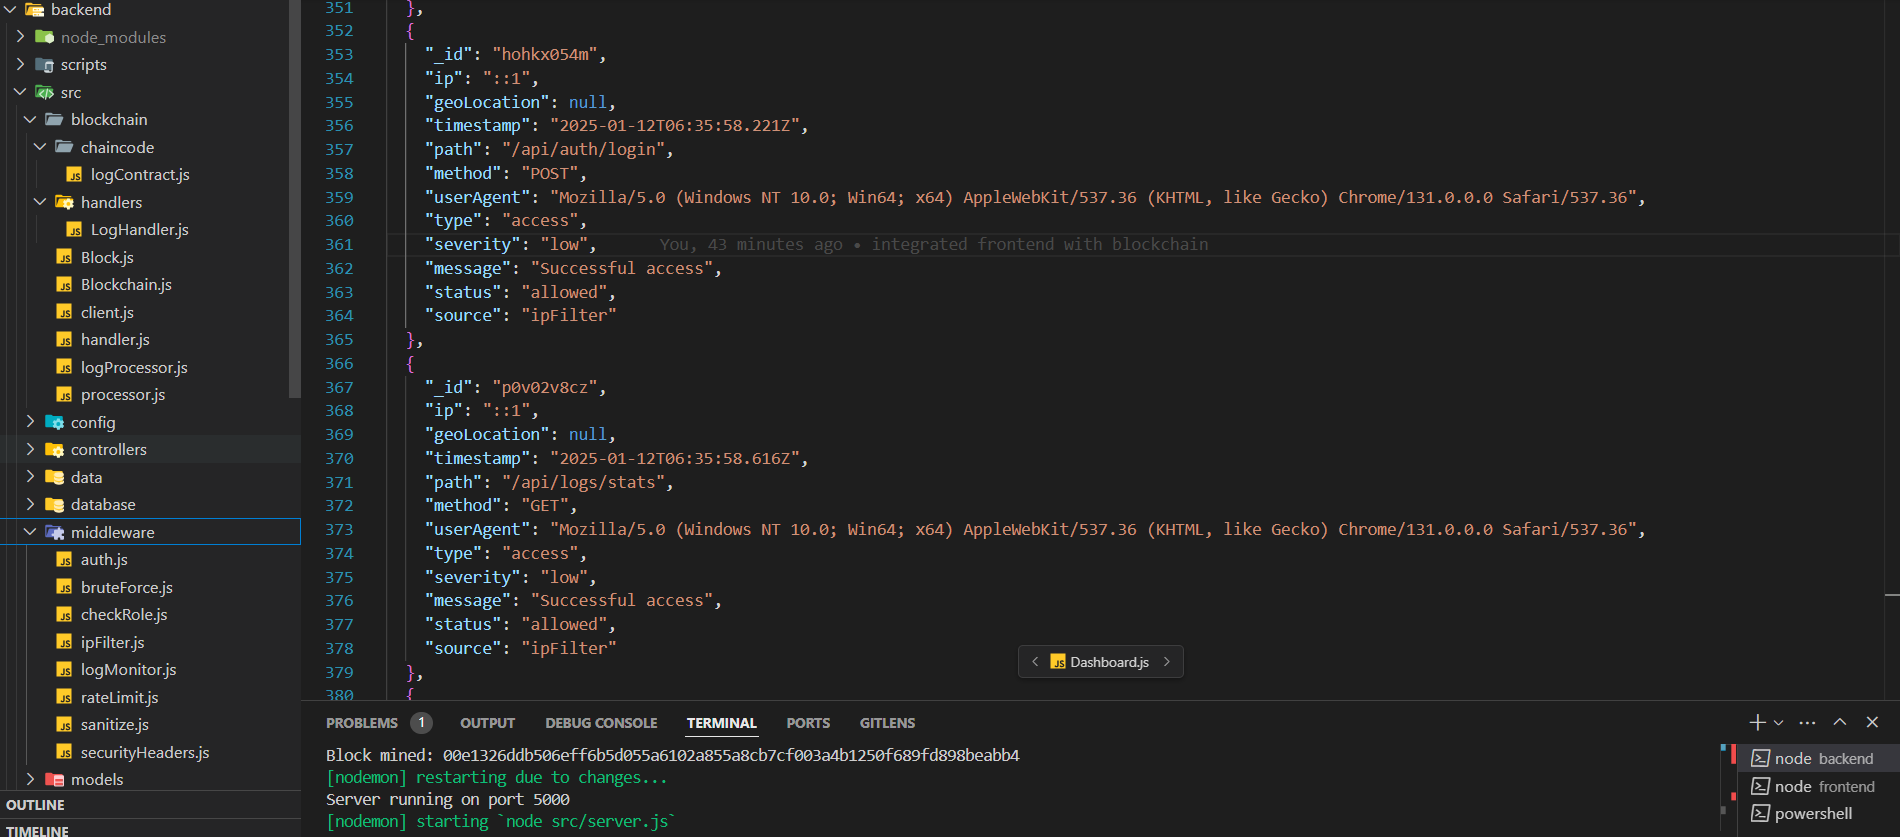 backend
node_modules
scripts
src
blockchain
chaincode
logContract.js
handlers
LogHandler.js
Block.js
Blockchain.js
client.js
handler.js
logProcessor.js
processor.js
config
controllers
data
database
middleware
auth.js
bruteForce.js
checkRole.js
ipFilter.js
logMonitor.js
rateLimit.js
sanitize.js
securityHeaders.js
models
OUTLINE
TIMELINE
351 },
352 {
353 "_id": "hohkx054m",
354 "ip": "::1",
355 "geoLocation": null,
356 "timestamp": "2025-01-12T06:35:58.221Z",
357 "path": "/api/auth/login",
358 "method": "POST",
359 "userAgent": "Mozilla/5.0 (Windows NT 10.0; Win64; x64) AppleWebKit/537.36 (KHTML, like Gecko) Chrome/131.0.0.0 Safari/537.36",
360 "type": "access",
361 "severity": "low", You, 43 minutes ago • integrated frontend with blockchain
362 "message": "Successful access",
363 "status": "allowed",
364 "source": "ipFilter"
365 },
366 {
367 "_id": "p0v02v8cz",
368 "ip": "::1",
369 "geoLocation": null,
370 "timestamp": "2025-01-12T06:35:58.616Z",
371 "path": "/api/logs/stats",
372 "method": "GET",
373 "userAgent": "Mozilla/5.0 (Windows NT 10.0; Win64; x64) AppleWebKit/537.36 (KHTML, like Gecko) Chrome/131.0.0.0 Safari/537.36",
374 "type": "access",
375 "severity": "low",
376 "message": "Successful access",
377 "status": "allowed",
378 "source": "ipFilter"
379 },
380 {
Dashboard.js
PROBLEMS 1 OUTPUT DEBUG CONSOLE TERMINAL PORTS GITLENS
Block mined: 00e1326ddb506eff6b5d055a6102a855a8cb7cf003a4b1250f689fd898beabb4
[nodemon] restarting due to changes...
Server running on port 5000
[nodemon] starting `node src/server.js`
node backend
node frontend
powershell